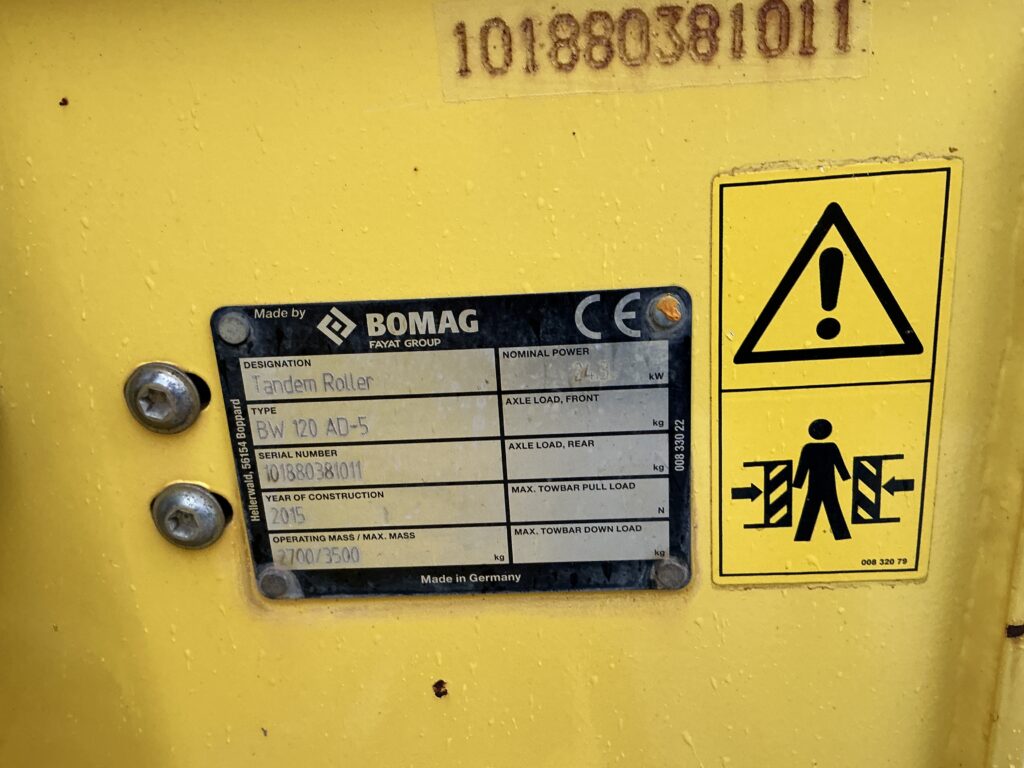 101880381011
Made by BOMAG CE
FAYAT GROUP
DESIGNATION
Tandem Roller
TYPE
BW 120 AD-5
SERIAL NUMBER
101880381011
YEAR OF CONSTRUCTION
2015
OPERATING MASS / MAX. MASS
2700/3500 kg
NOMINAL POWER
kW
AXLE LOAD, FRONT
kg
AXLE LOAD, REAR
kg
MAX. TOWBAR PULL LOAD
N
MAX. TOWBAR DOWN LOAD
kg
Made in Germany
Hellerwald, 56154 Boppard
008 330 22
008 320 79